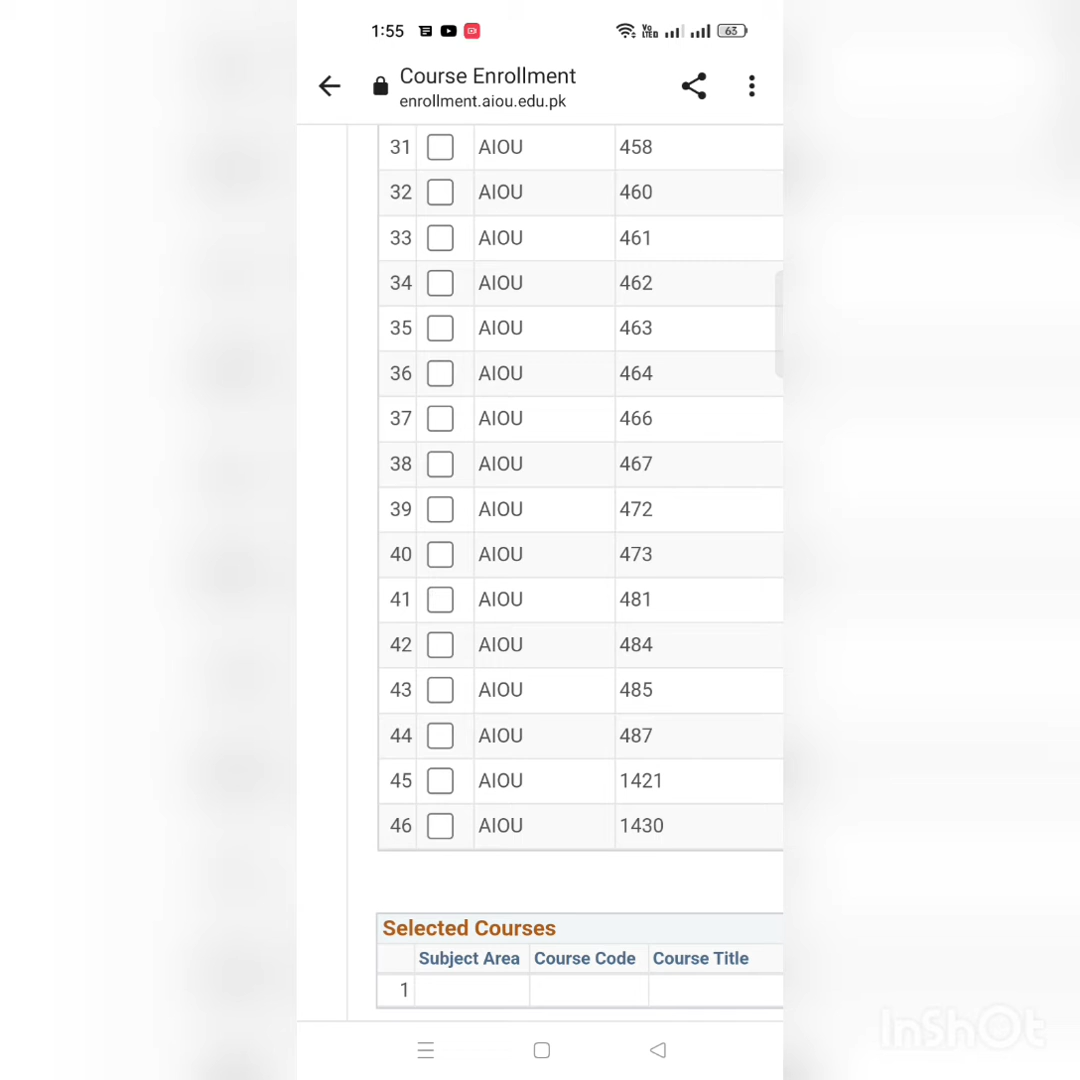 1:55 Vo LTED 63
Course Enrollment
enrollment.aiou.edu.pk
31 AIOU 458
32 AIOU 460
33 AIOU 461
34 AIOU 462
35 AIOU 463
36 AIOU 464
37 AIOU 466
38 AIOU 467
39 AIOU 472
40 AIOU 473
41 AIOU 481
42 AIOU 484
43 AIOU 485
44 AIOU 487
45 AIOU 1421
46 AIOU 1430
Selected Courses
Subject Area Course Code Course Title
1
InShOt